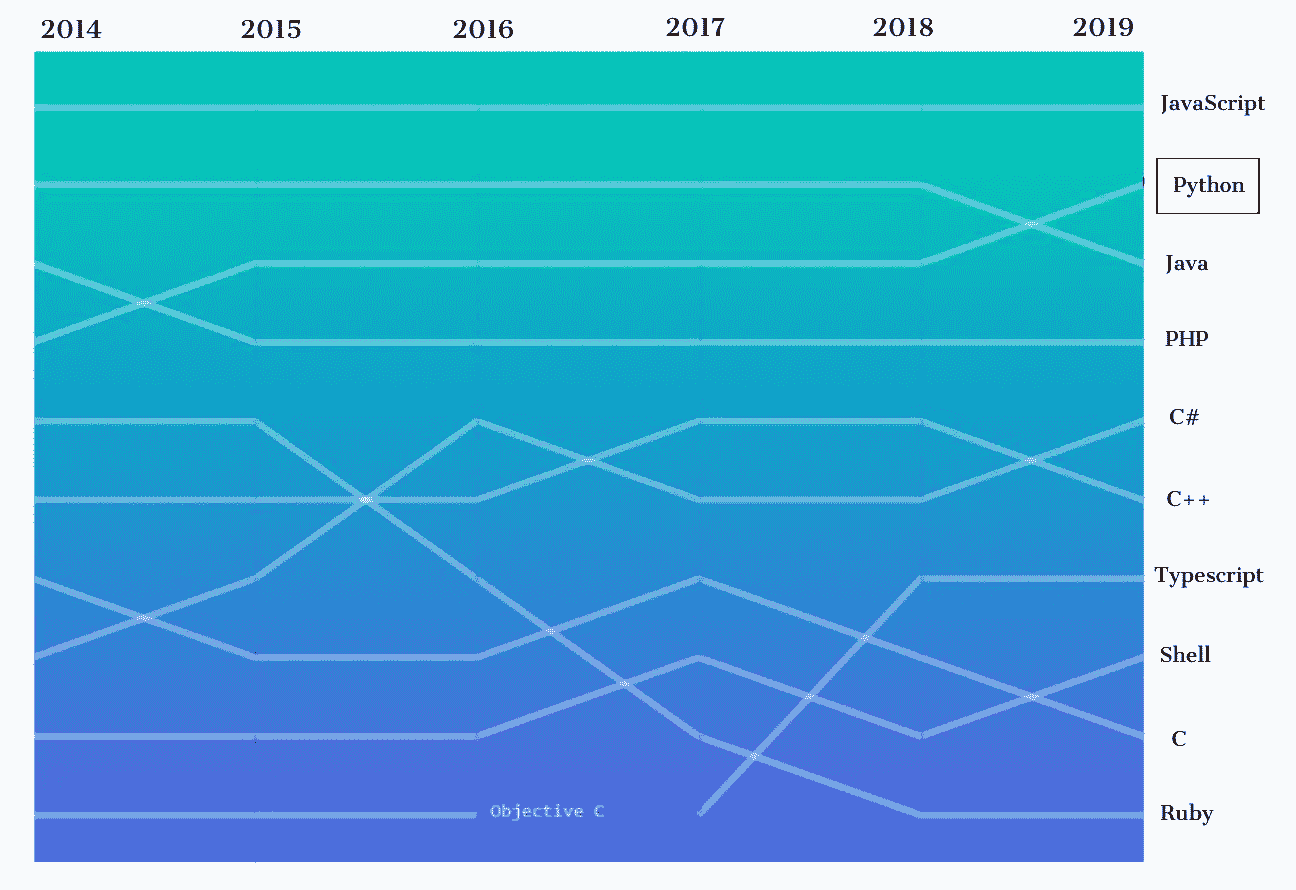 2014 2015 2016 2017 2018 2019
JavaScript
Python
Java
PHP
C#
C++
Typescript
Shell
C
Objective C
Ruby